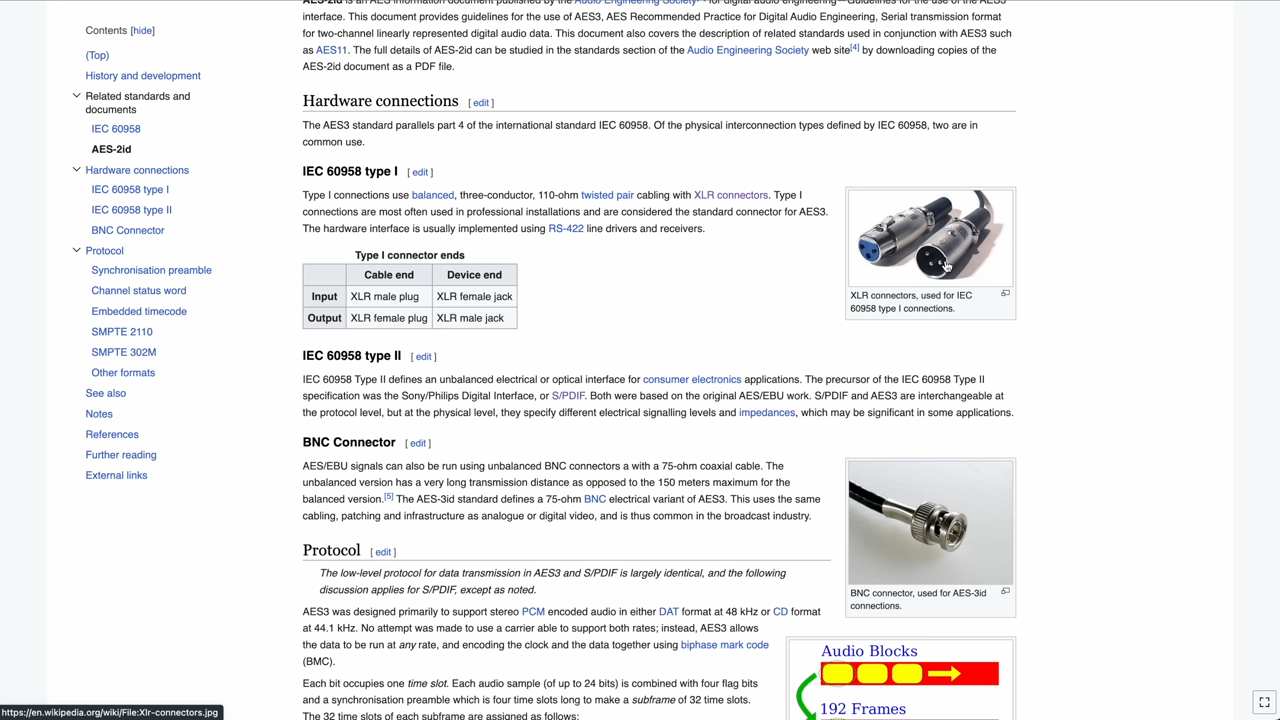 Contents [hide]
(Top)
History and development
Related standards and
documents
IEC 60958
AES-2id
Hardware connections
IEC 60958 type I
IEC 60958 type II
BNC Connector
Protocol
Synchronisation preamble
Channel status word
Embedded timecode
SMPTE 2110
SMPTE 302M
Other formats
See also
Notes
References
Further reading
External links
AES-2id is an AES information document published by the Audio Engineering Society for digital audio engineering—Guidelines for the use of the AES3
interface. This document provides guidelines for the use of AES3, AES Recommended Practice for Digital Audio Engineering, Serial transmission format
for two-channel linearly represented digital audio data. This document also covers the description of related standards used in conjunction with AES3 such
as AES11. The full details of AES-2id can be studied in the standards section of the Audio Engineering Society web site[4] by downloading copies of the
AES-2id document as a PDF file.
Hardware connections [ edit ]
The AES3 standard parallels part 4 of the international standard IEC 60958. Of the physical interconnection types defined by IEC 60958, two are in
common use.
IEC 60958 type I [ edit ]
Type I connections use balanced, three-conductor, 110-ohm twisted pair cabling with XLR connectors. Type I
connections are most often used in professional installations and are considered the standard connector for AES3.
The hardware interface is usually implemented using RS-422 line drivers and receivers.
Type I connector ends
Cable end Device end
Input XLR male plug XLR female jack
Output XLR female plug XLR male jack
XLR connectors, used for IEC
60958 type I connections.
IEC 60958 type II [ edit ]
IEC 60958 Type II defines an unbalanced electrical or optical interface for consumer electronics applications. The precursor of the IEC 60958 Type II
specification was the Sony/Philips Digital Interface, or S/PDIF. Both were based on the original AES/EBU work. S/PDIF and AES3 are interchangeable at
the protocol level, but at the physical level, they specify different electrical signalling levels and impedances, which may be significant in some applications.
BNC Connector [ edit ]
AES/EBU signals can also be run using unbalanced BNC connectors a with a 75-ohm coaxial cable. The
unbalanced version has a very long transmission distance as opposed to the 150 meters maximum for the
balanced version.[5] The AES-3id standard defines a 75-ohm BNC electrical variant of AES3. This uses the same
cabling, patching and infrastructure as analogue or digital video, and is thus common in the broadcast industry.
BNC connector, used for AES-3id
connections.
Protocol [ edit ]
The low-level protocol for data transmission in AES3 and S/PDIF is largely identical, and the following
discussion applies for S/PDIF, except as noted.
AES3 was designed primarily to support stereo PCM encoded audio in either DAT format at 48 kHz or CD format
at 44.1 kHz. No attempt was made to use a carrier able to support both rates; instead, AES3 allows
the data to be run at any rate, and encoding the clock and the data together using biphase mark code
(BMC).
Each bit occupies one time slot. Each audio sample (of up to 24 bits) is combined with four flag bits
and a synchronisation preamble which is four time slots long to make a subframe of 32 time slots.
The 32 time slots of each subframe are assigned as follows:
Audio Blocks
192 Frames
https://en.wikipedia.org/wiki/File:Xlr-connectors.jpg